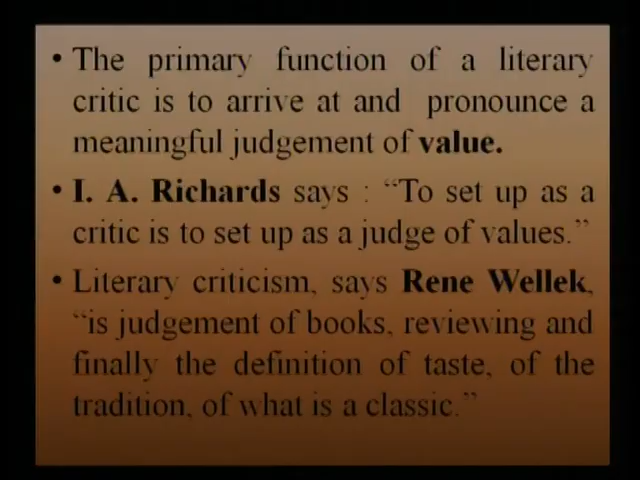 • The primary function of a literary
critic is to arrive at and pronounce a
meaningful judgement of value.
• I. A. Richards says : “To set up as a
critic is to set up as a judge of values.”
• Literary criticism, says Rene Wellek,
“is judgement of books, reviewing and
finally the definition of taste, of the
tradition, of what is a classic.”